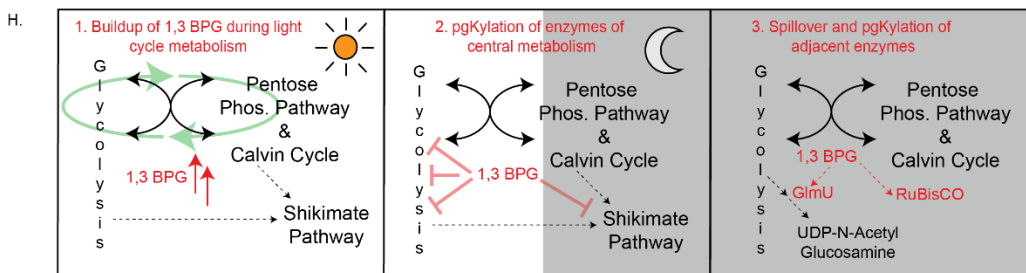 H.
1. Buildup of 1,3 BPG during light
cycle metabolism
Glycolysis
Pentose
Phos. Pathway
&
Calvin Cycle
1,3 BPG
Shikimate
Pathway
2. pgKylation of enzymes of
central metabolism
Glycolysis
Pentose
Phos. Pathway
&
Calvin Cycle
1,3 BPG
Shikimate
Pathway
3. Spillover and pgKylation of
adjacent enzymes
Glycolysis
Pentose
Phos. Pathway
&
Calvin Cycle
1,3 BPG
GlmU
RuBisCO
UDP-N-Acetyl
Glucosamine